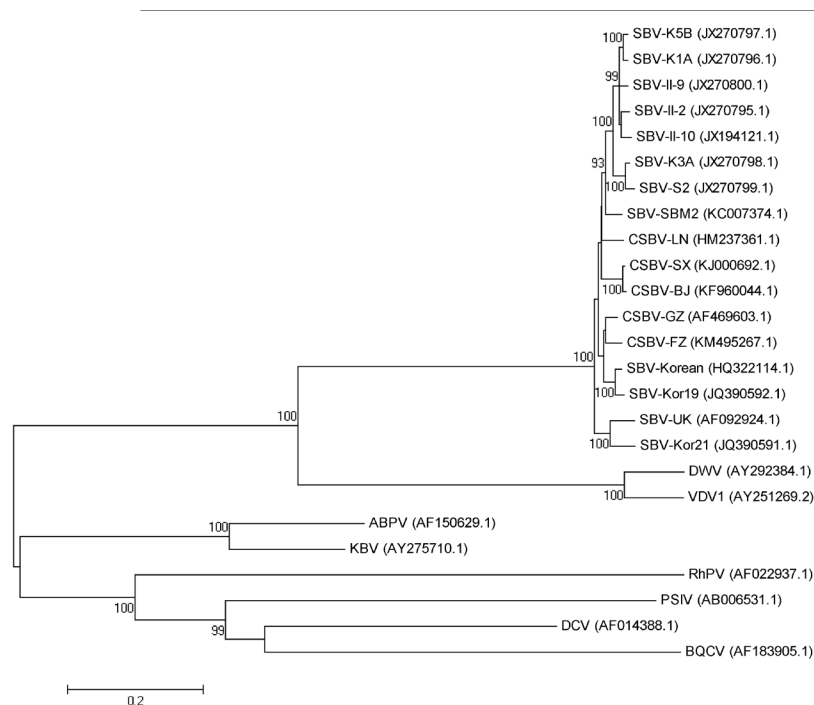 100
SBV-K5B (JX270797.1)
SBV-K1A (JX270796.1)
99
SBV-II-9 (JX270800.1)
SBV-II-2 (JX270795.1)
100
SBV-II-10 (JX194121.1)
93
SBV-K3A (JX270798.1)
100
SBV-S2 (JX270799.1)
SBV-SBM2 (KC007374.1)
CSBV-LN (HM237361.1)
CSBV-SX (KJ000692.1)
100
CSBV-BJ (KF960044.1)
CSBV-GZ (AF469603.1)
CSBV-FZ (KM495267.1)
100
SBV-Korean (HQ322114.1)
100
SBV-Kor19 (JQ390592.1)
100
SBV-UK (AF092924.1)
100
SBV-Kor21 (JQ390591.1)
DWV (AY292384.1)
100
VDV1 (AY251269.2)
100
ABPV (AF150629.1)
KBV (AY275710.1)
RhPV (AF022937.1)
100
PSIV (AB006531.1)
99
DCV (AF014388.1)
BQCV (AF183905.1)
0.2